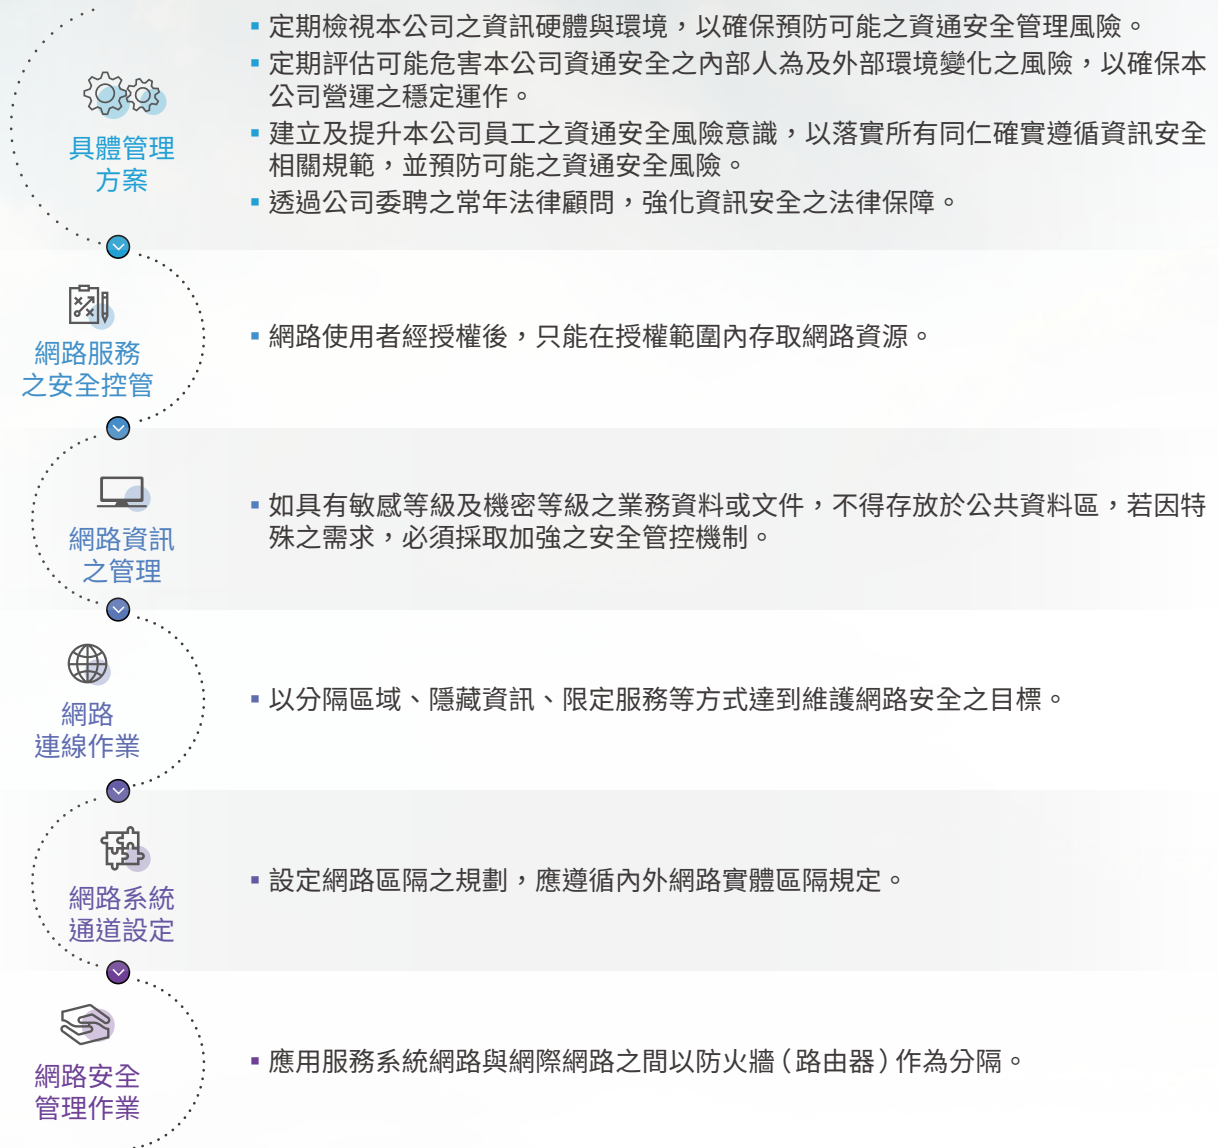 具體管理
方案
▪ 定期檢視本公司之資訊硬體與環境，以確保預防可能之資通安全管理風險。
▪ 定期評估可能危害本公司資通安全之內部人為及外部環境變化之風險，以確保本
公司營運之穩定運作。
▪ 建立及提升本公司員工之資通安全風險意識，以落實所有同仁確實遵循資訊安全
相關規範，並預防可能之資通安全風險。
▪ 透過公司委聘之常年法律顧問，強化資訊安全之法律保障。
網路服務
之安全控管
▪ 網路使用者經授權後，只能在授權範圍內存取網路資源。
網路資訊
之管理
▪ 如具有敏感等級及機密等級之業務資料或文件，不得存放於公共資料區，若因特
殊之需求，必須採取加強之安全管控機制。
網路
連線作業
▪ 以分隔區域、隱藏資訊、限定服務等方式達到維護網路安全之目標。
網路系統
通道設定
▪ 設定網路區隔之規劃，應遵循內外網路實體區隔規定。
網路安全
管理作業
▪ 應用服務系統網路與網際網路之間以防火牆（路由器）作為分隔。